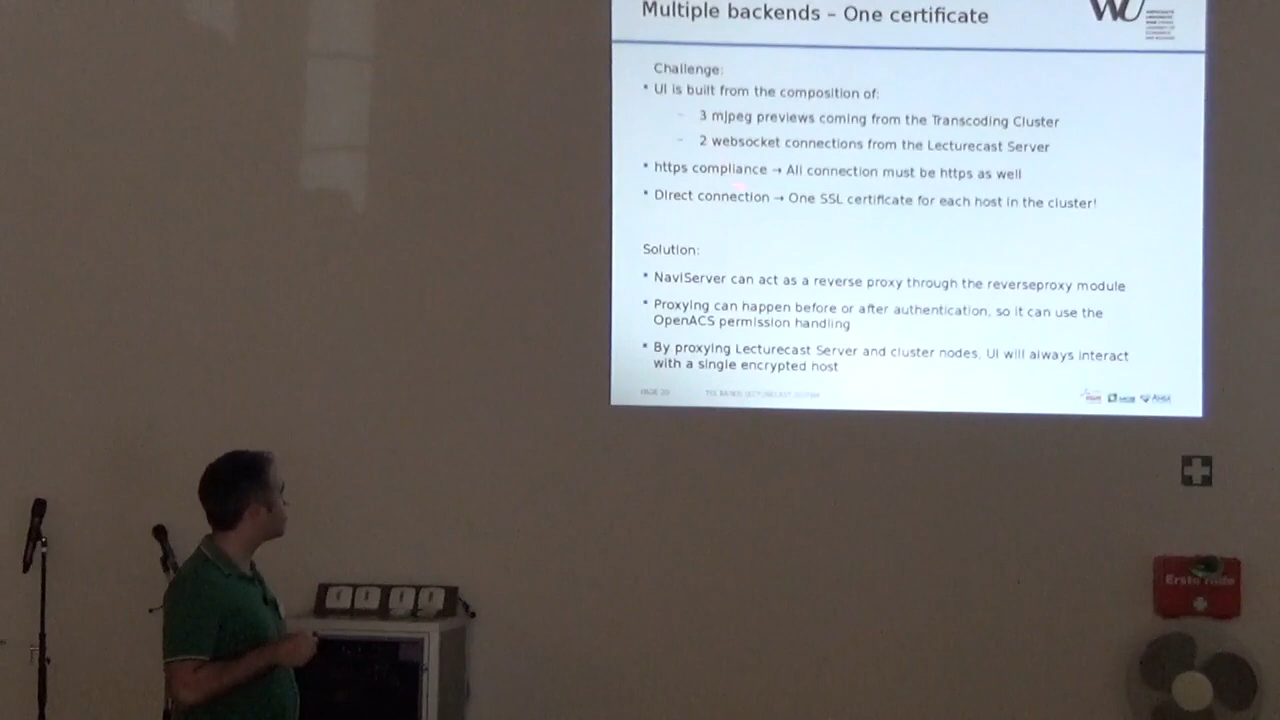 Multiple backends – One certificate
WU
Challenge:
* UI is built from the composition of:
– 3 mjpeg previews coming from the Transcoding Cluster
– 2 websocket connections from the Lecturecast Server
* https compliance → All connection must be https as well
* Direct connection → One SSL certificate for each host in the cluster!
Solution:
* NaviServer can act as a reverse proxy through the reverseproxy module
* Proxying can happen before or after authentication, so it can use the
OpenACS permission handling
* By proxying Lecturecast Server and cluster nodes, UI will always interact
with a single encrypted host
PAGE 20
Erste Hilfe